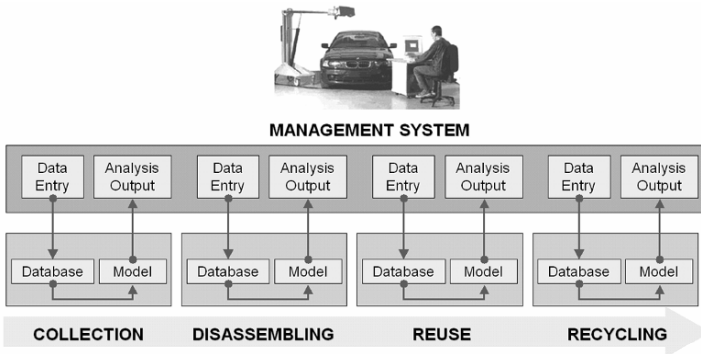 MANAGEMENT SYSTEM
Data Entry
Analysis Output
Data Entry
Analysis Output
Data Entry
Analysis Output
Data Entry
Analysis Output
Database
Model
Database
Model
Database
Model
Database
Model
COLLECTION
DISASSEMBLING
REUSE
RECYCLING